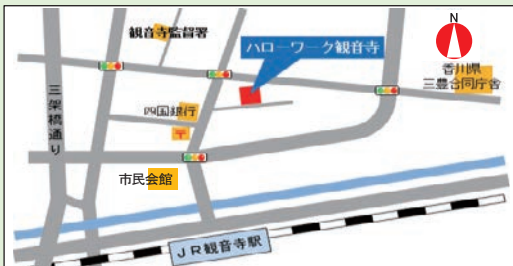 観音寺監督署
ハローワーク観音寺
N
香川県
三豊合同庁舎
三架橋通り
四国銀行
〒
市民会館
JR観音寺駅